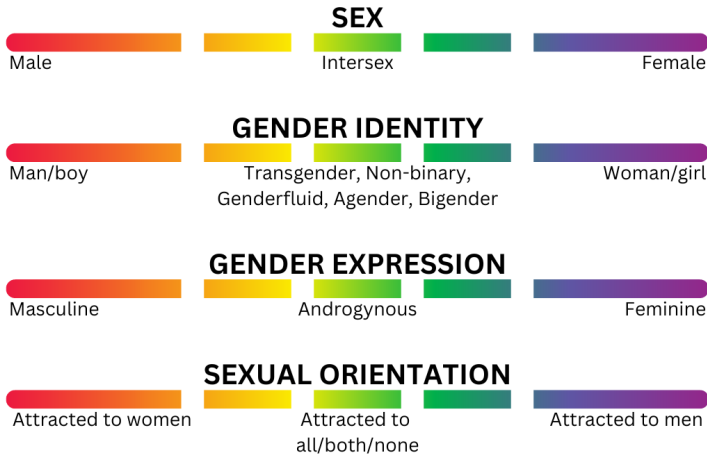 SEX
Male Intersex Female
GENDER IDENTITY
Man/boy Transgender, Non-binary, Woman/girl
Genderfluid, Agender, Bigender
GENDER EXPRESSION
Masculine Androgynous Feminine
SEXUAL ORIENTATION
Attracted to women Attracted to Attracted to men
all/both/none